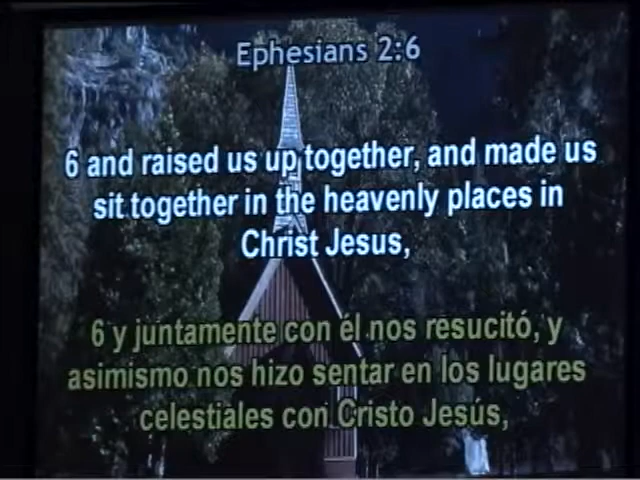 Ephesians 2:6
6 and raised us up together, and made us
sit together in the heavenly places in
Christ Jesus,
6 y juntamente con él nos resucitó, y
asimismo nos hizo sentar en los lugares
celestiales con Cristo Jesús,